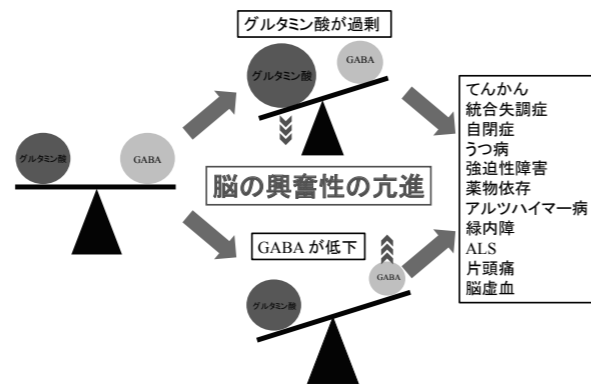 グルタミン酸が過剰
グルタミン酸
GABA
グルタミン酸
GABA
脳の興奮性の亢進
GABA が低下
グルタミン酸
GABA
てんかん
統合失調症
自閉症
うつ病
強迫性障害
薬物依存
アルツハイマー病
緑内障
ALS
片頭痛
脳虚血